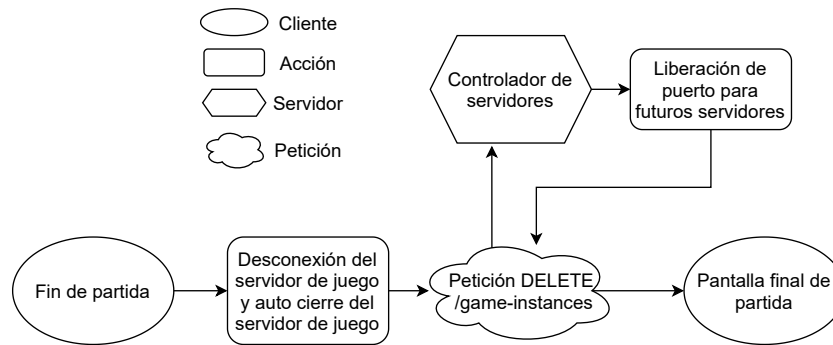 Cliente
Acción
Servidor
Petición
Controlador de
servidores
Liberación de
puerto para
futuros servidores
Fin de partida
Desconexión del
servidor de juego
y auto cierre del
servidor de juego
Petición DELETE
/game-instances
Pantalla final de
partida